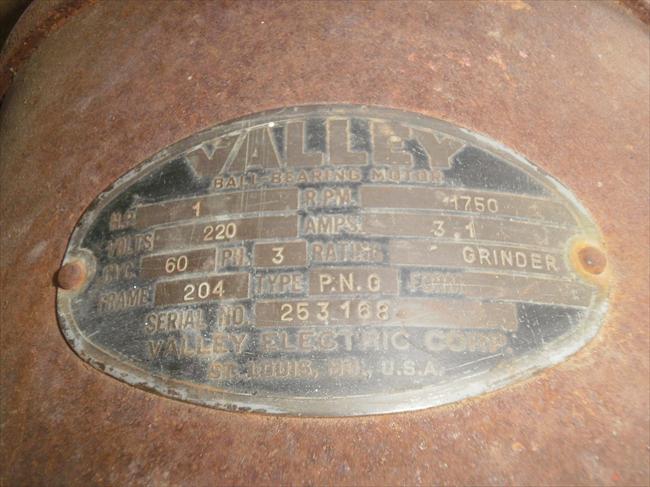 VALLEY
BALL-BEARING MOTOR
H.P. 1 R.P.M. 1750
VOLTS 220 AMPS. 3.1
CYC. 60 PH. 3 RATING GRINDER
FRAME 204 TYPE P.N.G FORM
SERIAL NO. 253168
VALLEY ELECTRIC CORP.
ST. LOUIS, MO., U.S.A.